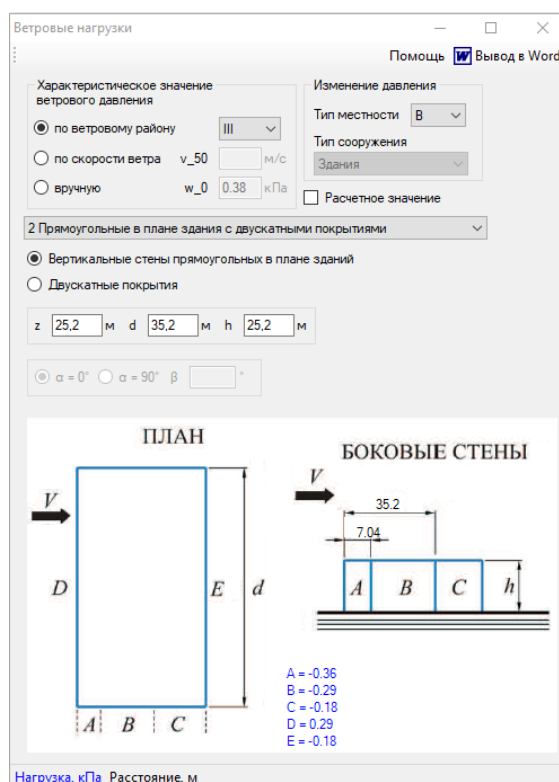 Ветровые нагрузки
Помощь W Вывод в Word
Характеристическое значение ветрового давления
по ветровому району III
по скорости ветра v_50 м/с
вручную w_0 0.38 кПа
Изменение давления
Тип местности B
Тип сооружения
Здания
Расчетное значение
2 Прямоугольные в плане здания с двускатными покрытиями
Вертикальные стены прямоугольных в плане зданий
Двускатные покрытия
z 25,2 м d 35,2 м h 25,2 м
α = 0° α = 90° β °
ПЛАН
V
D E d
A B C
БОКОВЫЕ СТЕНЫ
V
35.2
7.04
A B C h
A = -0.36
B = -0.29
C = -0.18
D = 0.29
E = -0.18
Нагрузка, кПа Расстояние, м